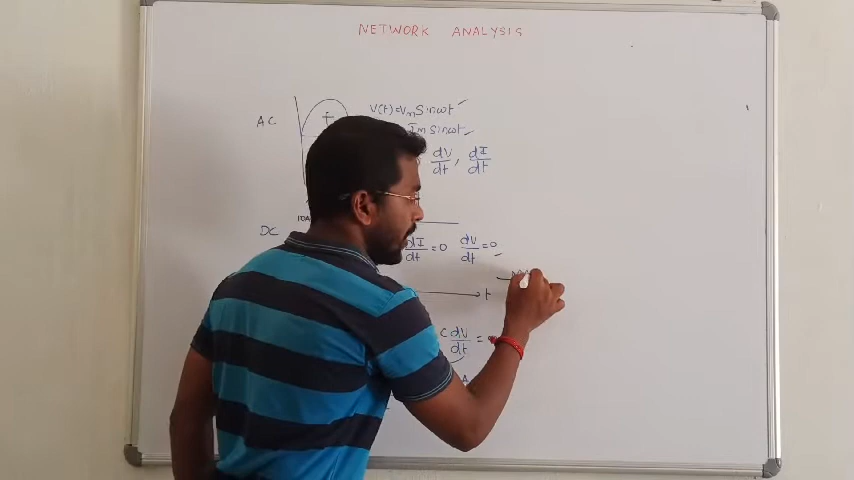 NETWORK ANALYSIS
AC + V(t)=Vm Sinωt
Im Sinωt
dV/dt, dI/dt
DC dI/dt = 0 dV/dt = 0
t
C dV/dt =